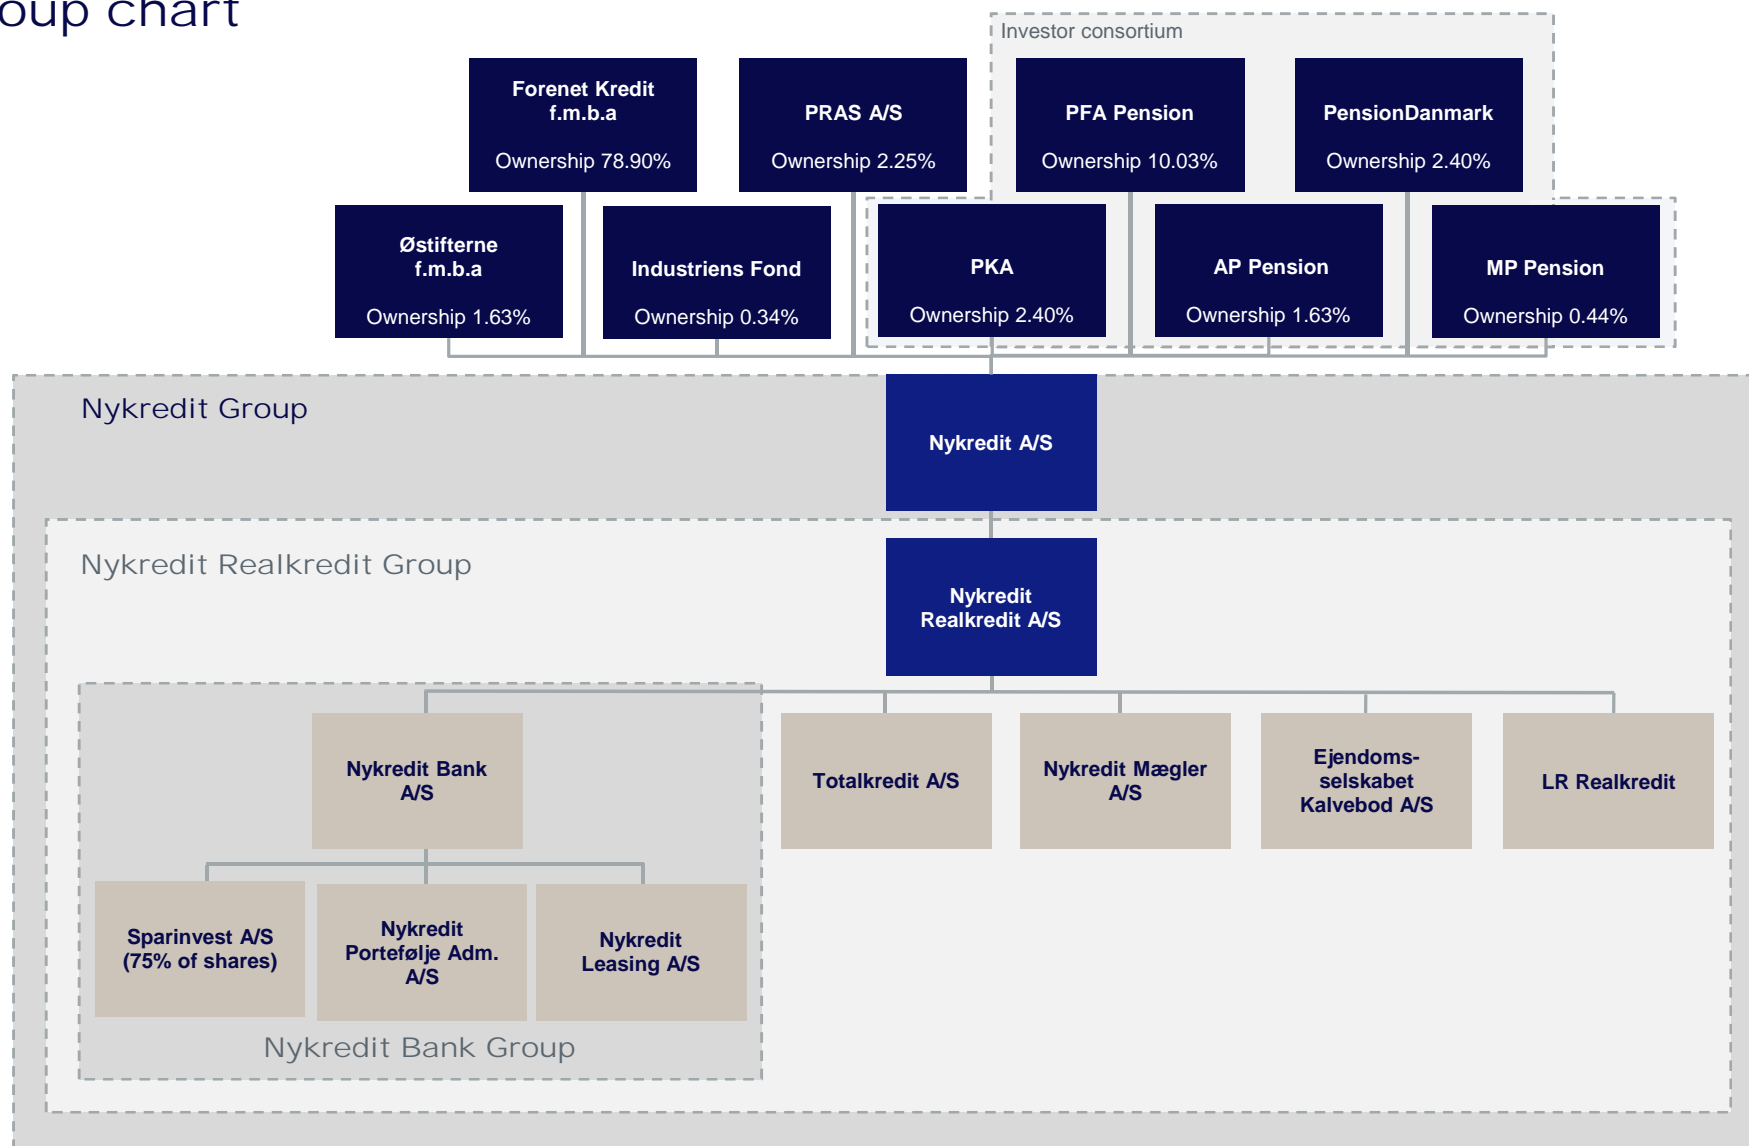 oup chart
Investor consortium
Forenet Kredit
f.m.b.a
Ownership 78.90%
PRAS A/S
Ownership 2.25%
PFA Pension
Ownership 10.03%
PensionDanmark
Ownership 2.40%
Østifterne
f.m.b.a
Ownership 1.63%
Industriens Fond
Ownership 0.34%
PKA
Ownership 2.40%
AP Pension
Ownership 1.63%
MP Pension
Ownership 0.44%
Nykredit Group
Nykredit A/S
Nykredit Realkredit Group
Nykredit
Realkredit A/S
Nykredit Bank
A/S
Totalkredit A/S
Nykredit Mægler
A/S
Ejendoms-
selskabet
Kalvebod A/S
LR Realkredit
Sparinvest A/S
(75% of shares)
Nykredit
Portefølje Adm.
A/S
Nykredit
Leasing A/S
Nykredit Bank Group